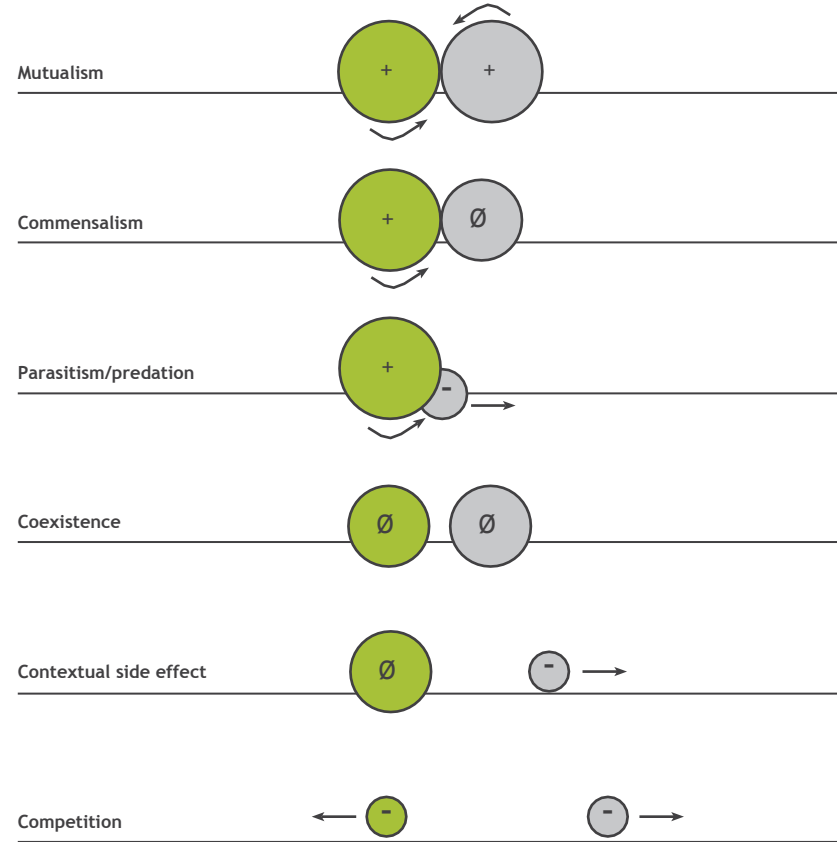 Mutualism + +
Commensalism + Ø
Parasitism/predation + -
Coexistence Ø Ø
Contextual side effect Ø -
Competition - -